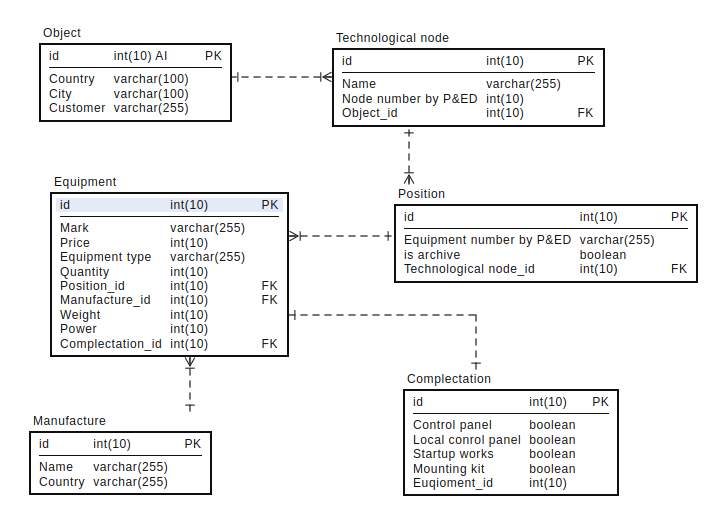 Object
id int(10) AI PK
Country varchar(100)
City varchar(100)
Customer varchar(255)
Technological node
id int(10) PK
Name varchar(255)
Node number by P&ED int(10)
Object_id int(10) FK
Equipment
id int(10) PK
Mark varchar(255)
Price int(10)
Equipment type varchar(255)
Quantity int(10)
Position_id int(10) FK
Manufacture_id int(10) FK
Weight int(10)
Power int(10)
Complectation_id int(10) FK
Position
id int(10) PK
Equipment number by P&ED varchar(255)
is archive boolean
Technological node_id int(10) FK
Manufacture
id int(10) PK
Name varchar(255)
Country varchar(255)
Complectation
id int(10) PK
Control panel boolean
Local conrol panel boolean
Startup works boolean
Mounting kit boolean
Euqioment_id int(10)